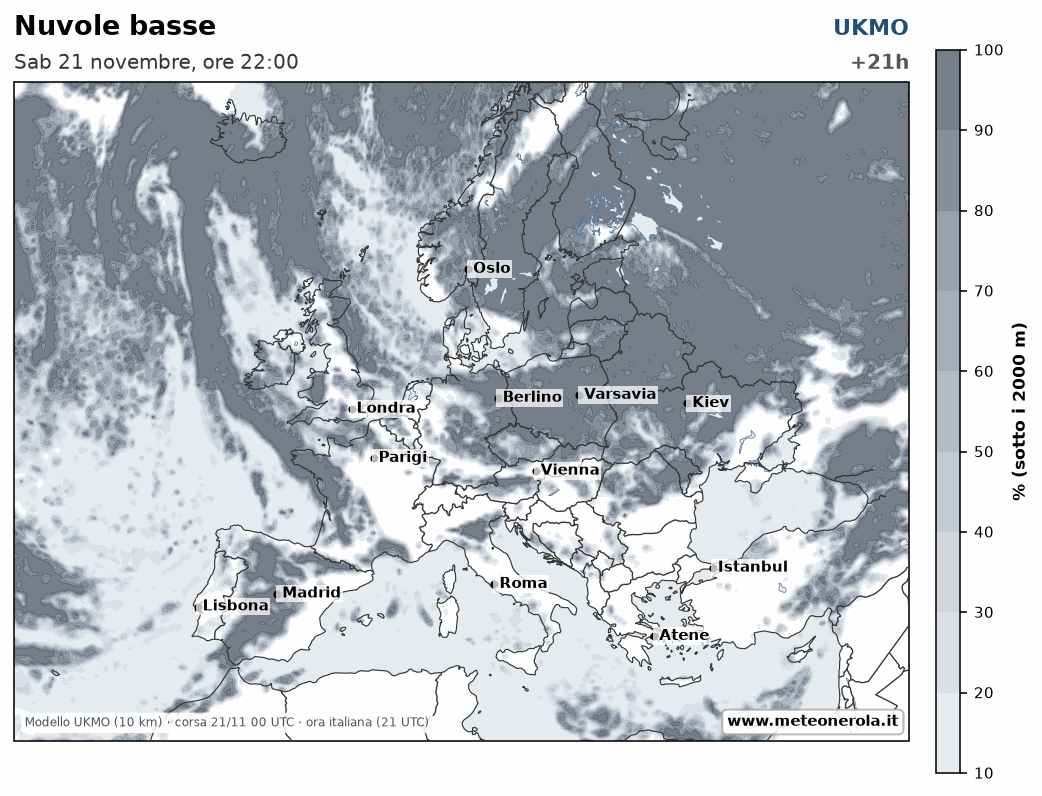 Nuvole basse
UKMO
Sab 21 novembre, ore 22:00
+21h
100
90
80
70
60
50
40
30
20
10
% (sotto i 2000 m)
Oslo
Londra
Berlino
Varsavia
Kiev
Parigi
Vienna
Istanbul
Roma
Madrid
Lisbona
Atene
Modello UKMO (10 km) · corsa 21/11 00 UTC · ora italiana (21 UTC)
www.meteonerola.it